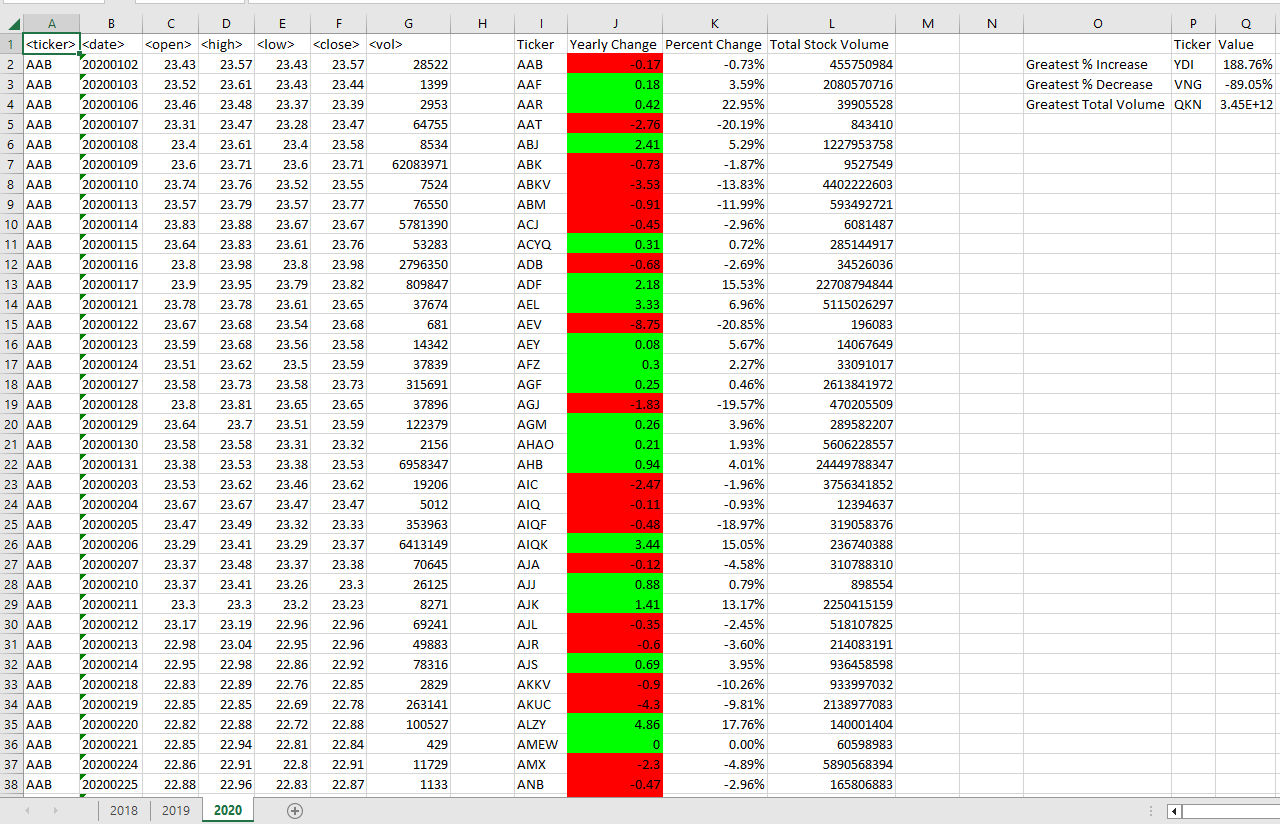 A B C D E F G H I J K L M N O P Q
1 <ticker> <date> <open> <high> <low> <close> <vol> Ticker Yearly Change Percent Change Total Stock Volume Ticker Value
2 AAB 20200102 23.43 23.57 23.43 23.57 28522 AAB -0.17 -0.73% 455750984 Greatest % Increase YDI 188.76%
3 AAB 20200103 23.52 23.61 23.43 23.44 1399 AAF 0.18 3.59% 2080570716 Greatest % Decrease VNG -89.05%
4 AAB 20200106 23.46 23.48 23.37 23.39 2953 AAR 0.42 22.95% 39905528 Greatest Total Volume QKN 3.45E+12
5 AAB 20200107 23.31 23.47 23.28 23.47 64755 AAT -2.76 -20.19% 843410
6 AAB 20200108 23.4 23.61 23.4 23.58 8534 ABJ 2.41 5.29% 1227953758
7 AAB 20200109 23.6 23.71 23.6 23.71 62083971 ABK -0.73 -1.87% 9527549
8 AAB 20200110 23.74 23.76 23.52 23.55 7524 ABKV -3.53 -13.83% 4402222603
9 AAB 20200113 23.57 23.79 23.57 23.77 76550 ABM -0.91 -11.99% 593492721
10 AAB 20200114 23.83 23.88 23.67 23.67 5781390 ACJ -0.45 -2.96% 6081487
11 AAB 20200115 23.64 23.83 23.61 23.76 53283 ACYQ 0.31 0.72% 285144917
12 AAB 20200116 23.8 23.98 23.8 23.98 2796350 ADB -0.68 -2.69% 34526036
13 AAB 20200117 23.9 23.95 23.79 23.82 809847 ADF 2.18 15.53% 22708794844
14 AAB 20200121 23.78 23.78 23.61 23.65 37674 AEL 3.33 6.96% 5115026297
15 AAB 20200122 23.67 23.68 23.54 23.68 681 AEV -8.75 -20.85% 196083
16 AAB 20200123 23.59 23.68 23.56 23.58 14342 AEY 0.08 5.67% 14067649
17 AAB 20200124 23.51 23.62 23.5 23.59 37839 AFZ 0.3 2.27% 33091017
18 AAB 20200127 23.58 23.73 23.58 23.73 315691 AGF 0.25 0.46% 2613841972
19 AAB 20200128 23.8 23.81 23.65 23.65 37896 AGJ -1.83 -19.57% 470205509
20 AAB 20200129 23.64 23.7 23.51 23.59 122379 AGM 0.26 3.96% 289582207
21 AAB 20200130 23.58 23.58 23.31 23.32 2156 AHAO 0.21 1.93% 5606228557
22 AAB 20200131 23.38 23.53 23.38 23.53 6958347 AHB 0.94 4.01% 24449788347
23 AAB 20200203 23.53 23.62 23.46 23.62 19206 AIC -2.47 -1.96% 3756341852
24 AAB 20200204 23.67 23.67 23.47 23.47 5012 AIQ -0.11 -0.93% 12394637
25 AAB 20200205 23.47 23.49 23.32 23.33 353963 AIQF -0.48 -18.97% 319058376
26 AAB 20200206 23.29 23.41 23.29 23.37 6413149 AIQK 3.44 15.05% 236740388
27 AAB 20200207 23.37 23.48 23.37 23.38 70645 AJA -0.12 -4.58% 310788310
28 AAB 20200210 23.37 23.41 23.26 23.3 26125 AJJ 0.88 0.79% 898554
29 AAB 20200211 23.3 23.3 23.2 23.23 8271 AJK 1.41 13.17% 2250415159
30 AAB 20200212 23.17 23.19 22.96 22.96 69241 AJL -0.35 -2.45% 518107825
31 AAB 20200213 22.98 23.04 22.95 22.96 49883 AJR -0.6 -3.60% 214083191
32 AAB 20200214 22.95 22.98 22.86 22.92 78316 AJS 0.69 3.95% 936458598
33 AAB 20200218 22.83 22.89 22.76 22.85 2829 AKKV -0.9 -10.26% 933997032
34 AAB 20200219 22.85 22.85 22.69 22.78 263141 AKUC -4.3 -9.81% 2138977083
35 AAB 20200220 22.82 22.88 22.72 22.88 100527 ALZY 4.86 17.76% 140001404
36 AAB 20200221 22.85 22.94 22.81 22.84 429 AMEW 0 0.00% 60598983
37 AAB 20200224 22.86 22.91 22.8 22.91 11729 AMX -2.3 -4.89% 5890568394
38 AAB 20200225 22.88 22.96 22.83 22.87 1133 ANB -0.47 -2.96% 165806883
2018 2019 2020